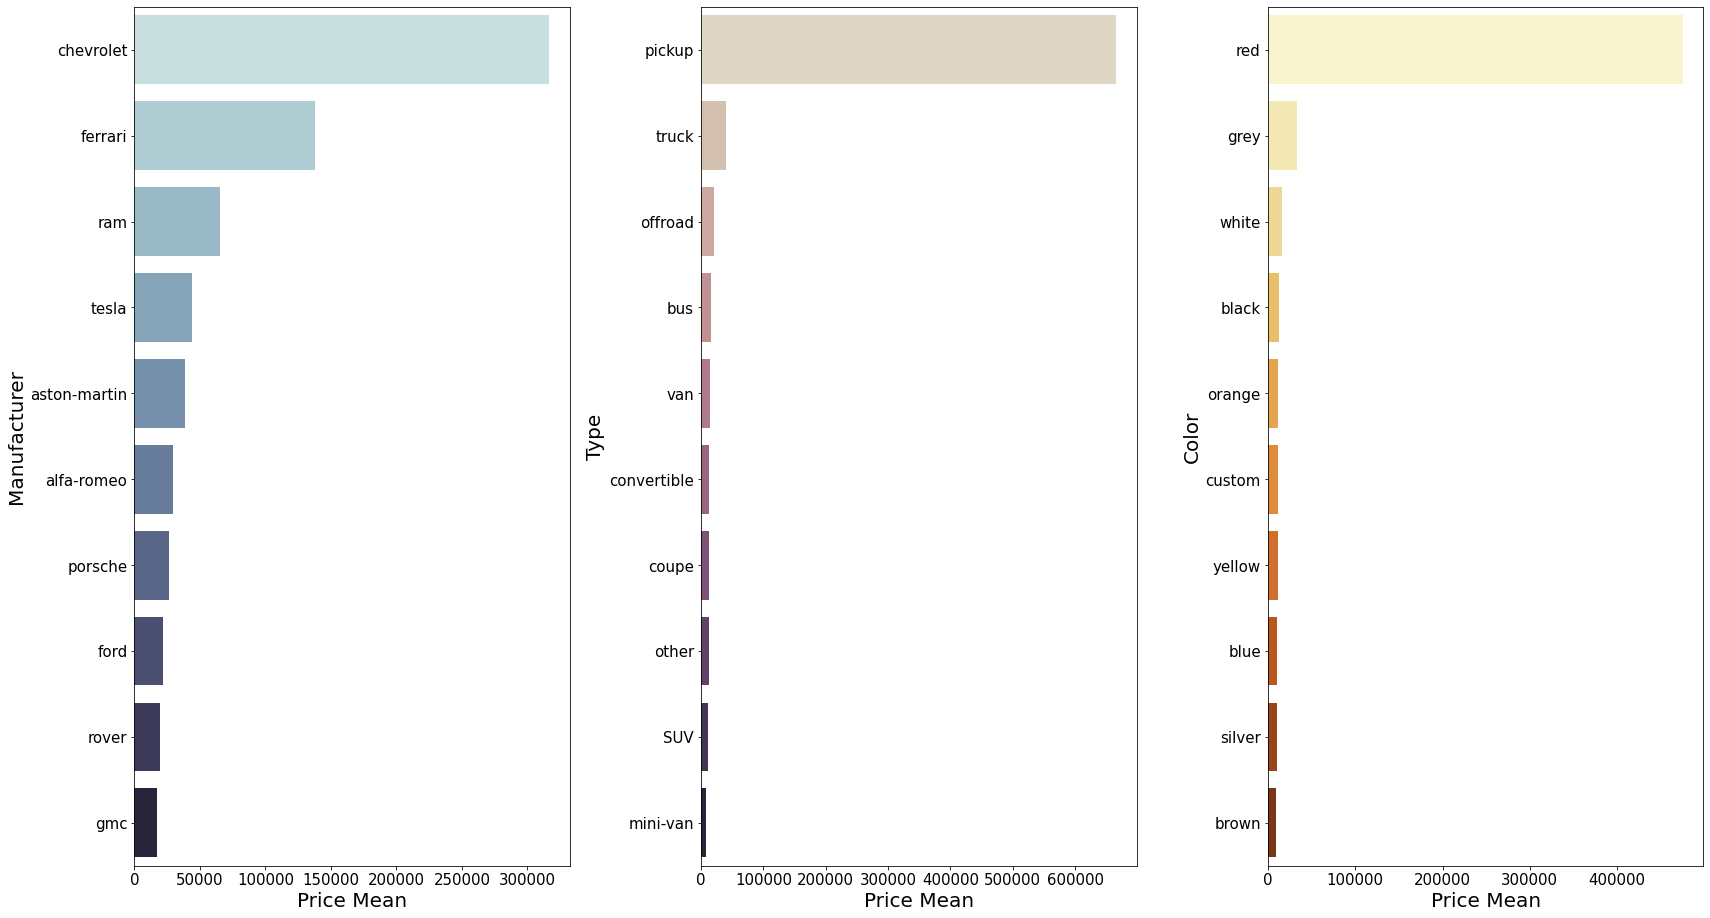 Manufacturer
chevrolet
ferrari
ram
tesla
aston-martin
alfa-romeo
porsche
ford
rover
gmc
0 50000 100000 150000 200000 250000 300000
Price Mean
Type
pickup
truck
offroad
bus
van
convertible
coupe
other
SUV
mini-van
0 100000 200000 300000 400000 500000 600000
Price Mean
Color
red
grey
white
black
orange
custom
yellow
blue
silver
brown
0 100000 200000 300000 400000
Price Mean